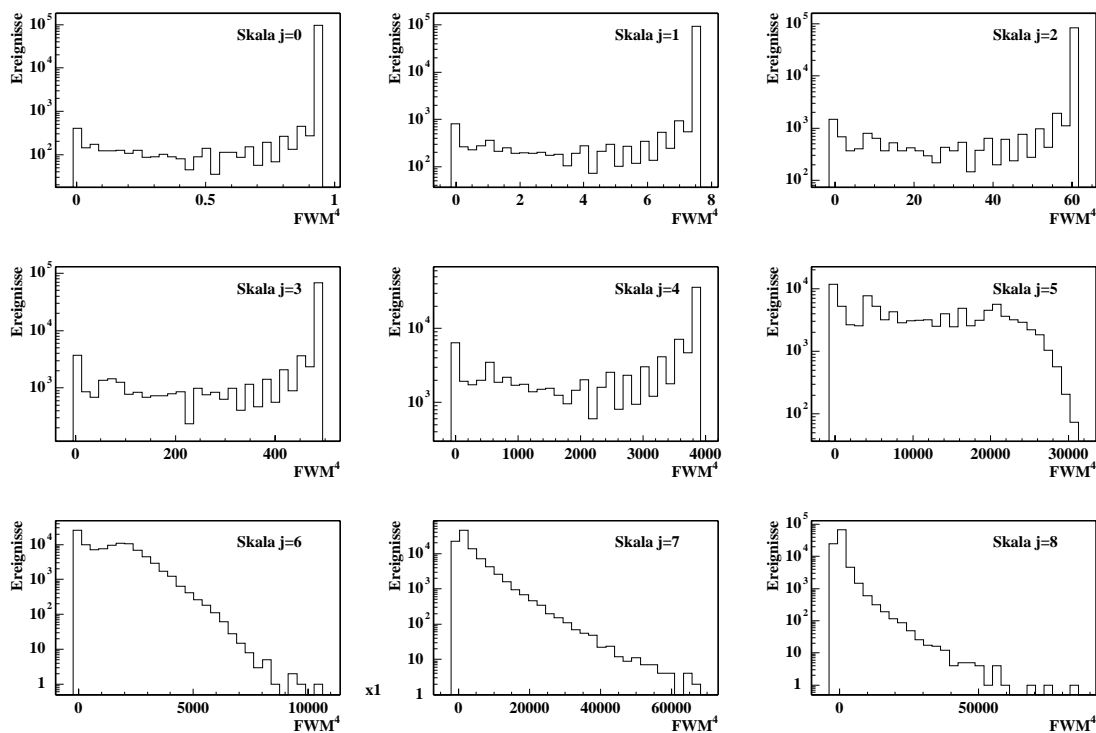 Ereignisse
10^5
10^4
10^3
10^2
Skala j=0
0 0.5 1
FWM^4
Ereignisse
10^5
10^4
10^3
10^2
Skala j=1
0 2 4 6 8
FWM^4
Ereignisse
10^5
10^4
10^3
10^2
Skala j=2
0 20 40 60
FWM^4
Ereignisse
10^5
10^4
10^3
Skala j=3
0 200 400
FWM^4
Ereignisse
10^4
10^3
Skala j=4
0 1000 2000 3000 4000
FWM^4
Ereignisse
10^4
10^3
10^2
Skala j=5
0 10000 20000 30000
FWM^4
Ereignisse
10^4
10^3
10^2
10
1
Skala j=6
0 5000 10000
x1
FWM^4
Ereignisse
10^4
10^3
10^2
10
1
Skala j=7
0 20000 40000 60000
FWM^4
Ereignisse
10^5
10^4
10^3
10^2
10
1
Skala j=8
0 50000
FWM^4